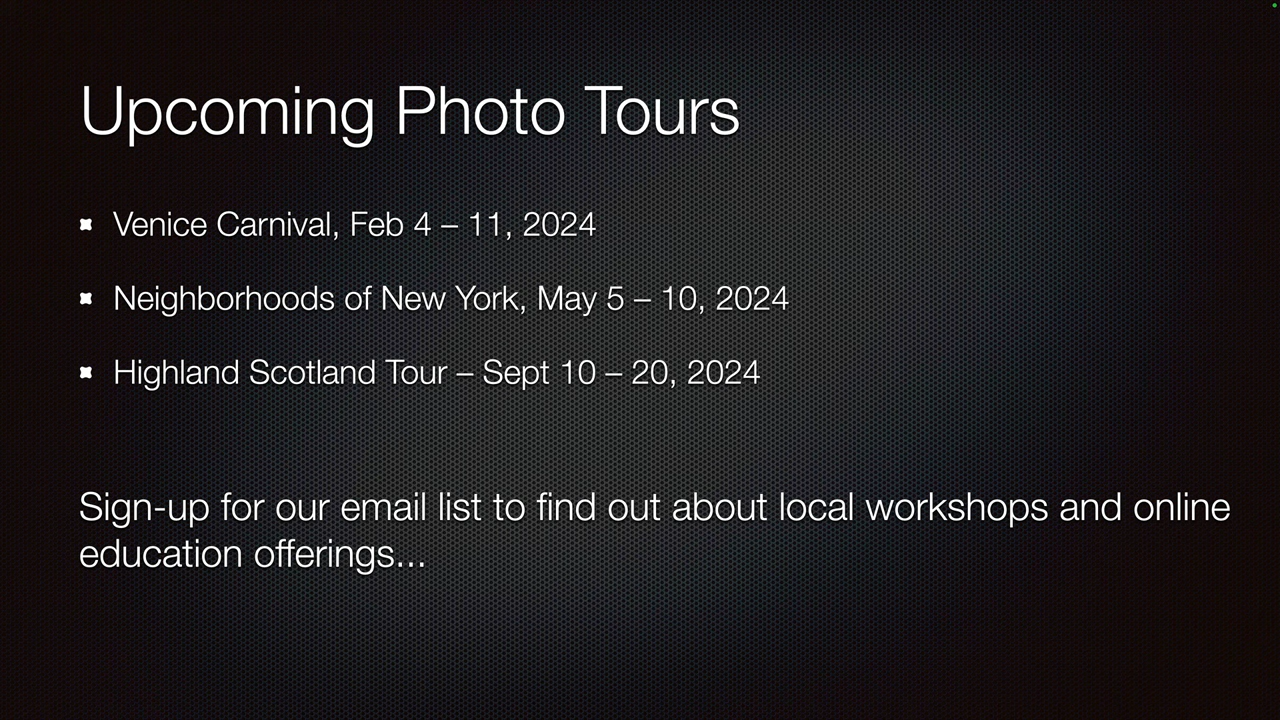 Upcoming Photo Tours
Venice Carnival, Feb 4 – 11, 2024
Neighborhoods of New York, May 5 – 10, 2024
Highland Scotland Tour – Sept 10 – 20, 2024
Sign-up for our email list to find out about local workshops and online
education offerings...